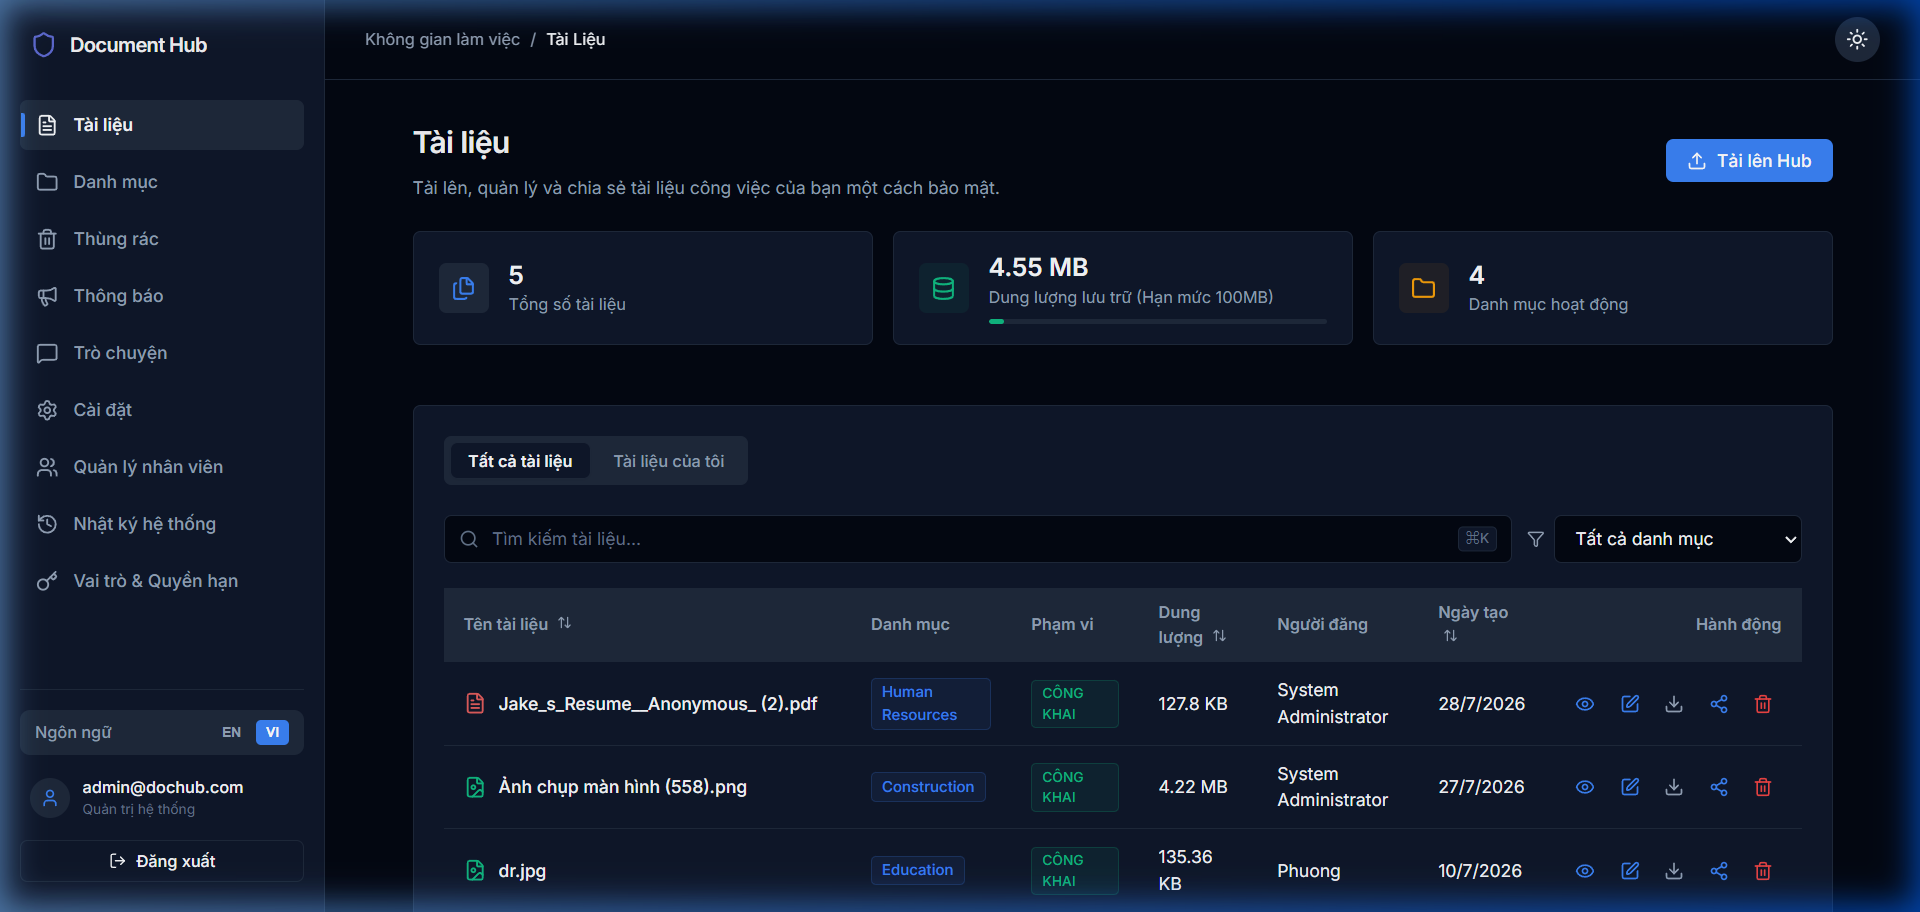 Document Hub
Tài liệu
Danh mục
Thùng rác
Thông báo
Trò chuyện
Cài đặt
Quản lý nhân viên
Nhật ký hệ thống
Vai trò & Quyền hạn
Ngôn ngữ EN VI
admin@dochub.com
Quản trị hệ thống
Đăng xuất
Không gian làm việc / Tài Liệu
Tài liệu
Tải lên, quản lý và chia sẻ tài liệu công việc của bạn một cách bảo mật.
Tải lên Hub
5
Tổng số tài liệu
4.55 MB
Dung lượng lưu trữ (Hạn mức 100MB)
4
Danh mục hoạt động
Tất cả tài liệu Tài liệu của tôi
Tìm kiếm tài liệu... ⌘K Tất cả danh mục
Tên tài liệu Danh mục Phạm vi Dung lượng Người đăng Ngày tạo Hành động
Jake_s_Resume__Anonymous_ (2).pdf Human Resources CÔNG KHAI 127.8 KB System Administrator 28/7/2026
Ảnh chụp màn hình (558).png Construction CÔNG KHAI 4.22 MB System Administrator 27/7/2026
dr.jpg Education CÔNG KHAI 135.36 KB Phuong 10/7/2026